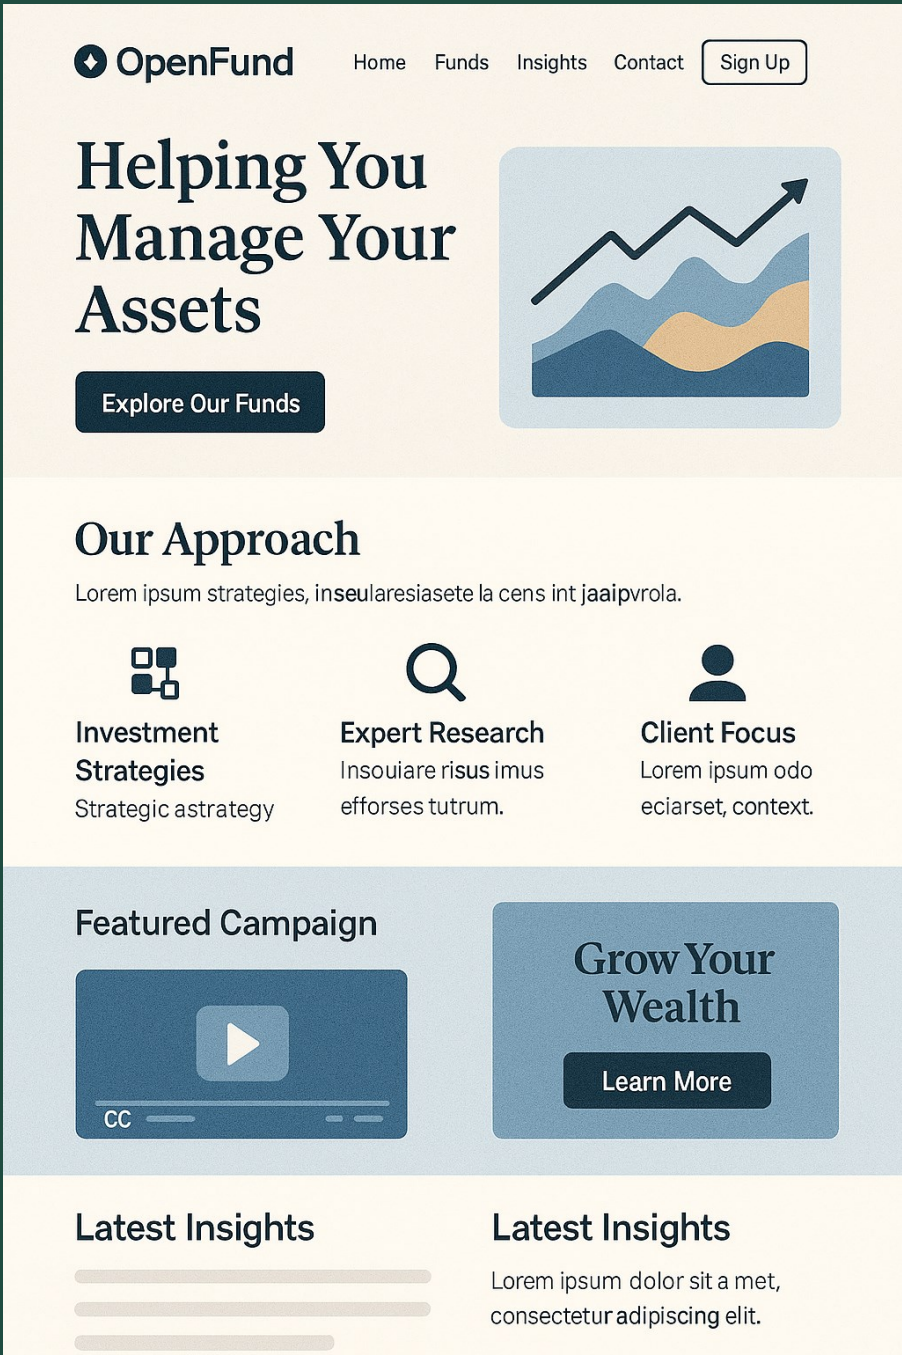 OpenFund
Home
Funds
Insights
Contact
Sign Up
Helping You
Manage Your
Assets
Explore Our Funds
Our Approach
Lorem ipsum strategies, inseularesiasete la cens int jaaipvrola.
Investment
Strategies
Strategic astrategy
Expert Research
Insouiare risus imus
efforses tutrum.
Client Focus
Lorem ipsum odo
eciarset, context.
Featured Campaign
CC
Grow Your
Wealth
Learn More
Latest Insights
Latest Insights
Lorem ipsum dolor sit a met,
consectetur adipiscing elit.